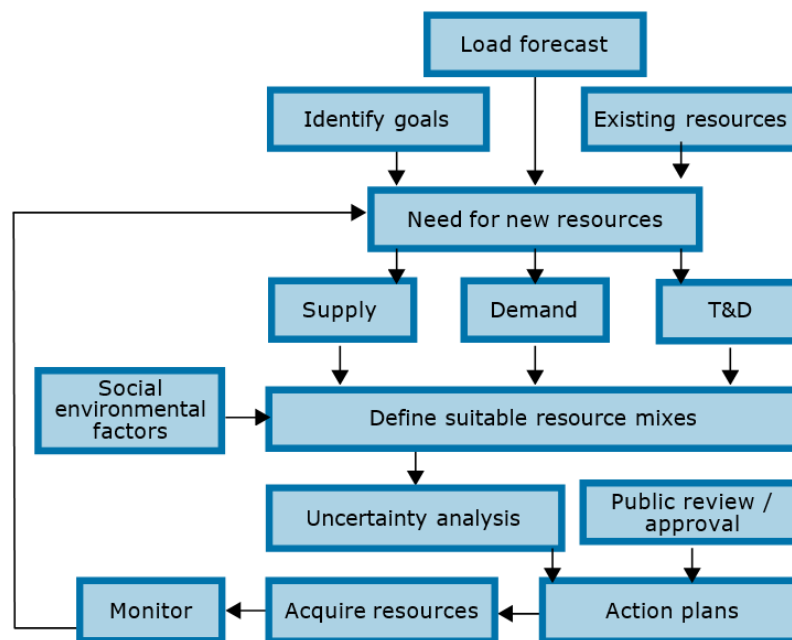 Load forecast
Identify goals
Existing resources
Need for new resources
Supply
Demand
T&D
Social
environmental
factors
Define suitable resource mixes
Uncertainty analysis
Public review /
approval
Monitor
Acquire resources
Action plans